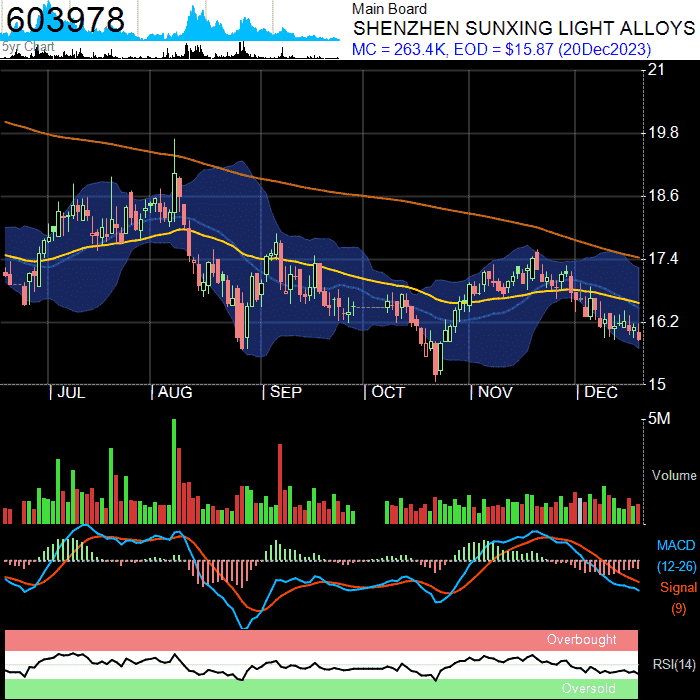 603978
5yr Chart
Main Board
SHENZHEN SUNXING LIGHT ALLOYS
MC = 263.4K, EOD = $15.87 (20Dec2023)
21
19.8
18.6
17.4
16.2
15
JUL AUG SEP OCT NOV DEC
5M
Volume
MACD
(12-26)
Signal
(9)
Overbought
RSI(14)
Oversold